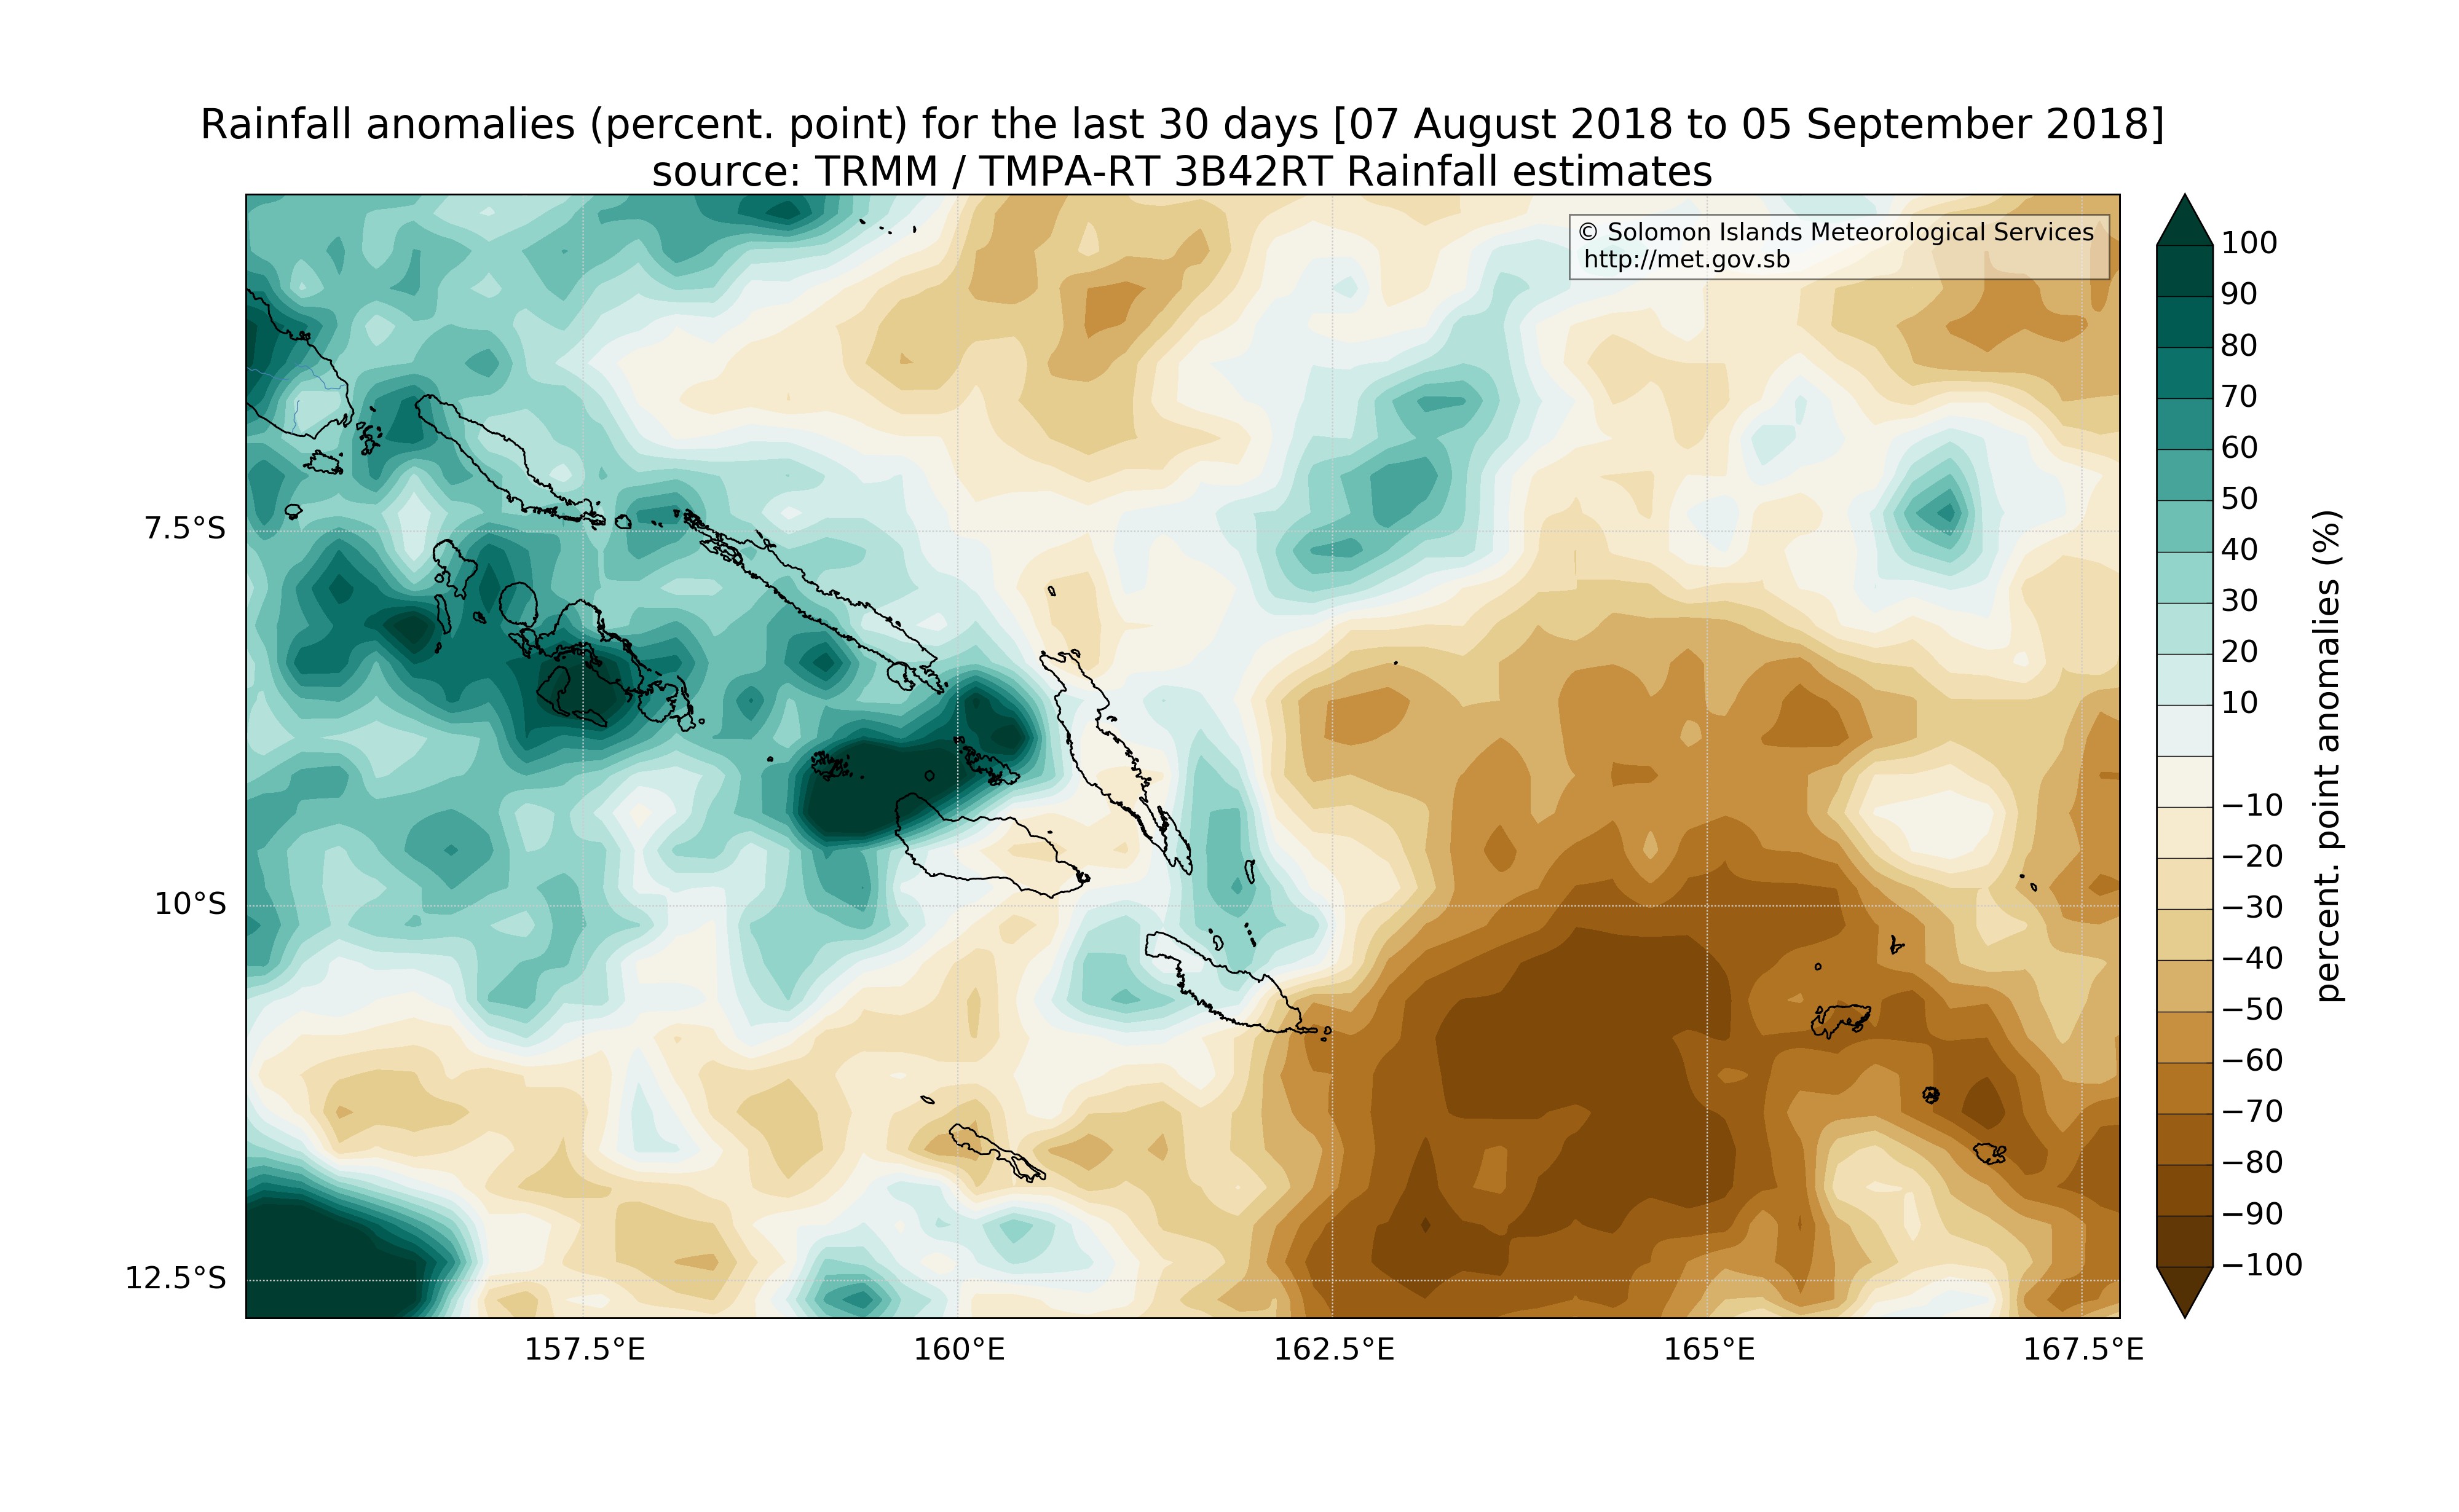 Rainfall anomalies (percent. point) for the last 30 days [07 August 2018 to 05 September 2018]
source: TRMM / TMPA-RT 3B42RT Rainfall estimates
© Solomon Islands Meteorological Services
http://met.gov.sb
7.5°S
10°S
12.5°S
157.5°E
160°E
162.5°E
165°E
167.5°E
100
90
80
70
60
50
40
30
20
10
−10
−20
−30
−40
−50
−60
−70
−80
−90
−100
percent. point anomalies (%)